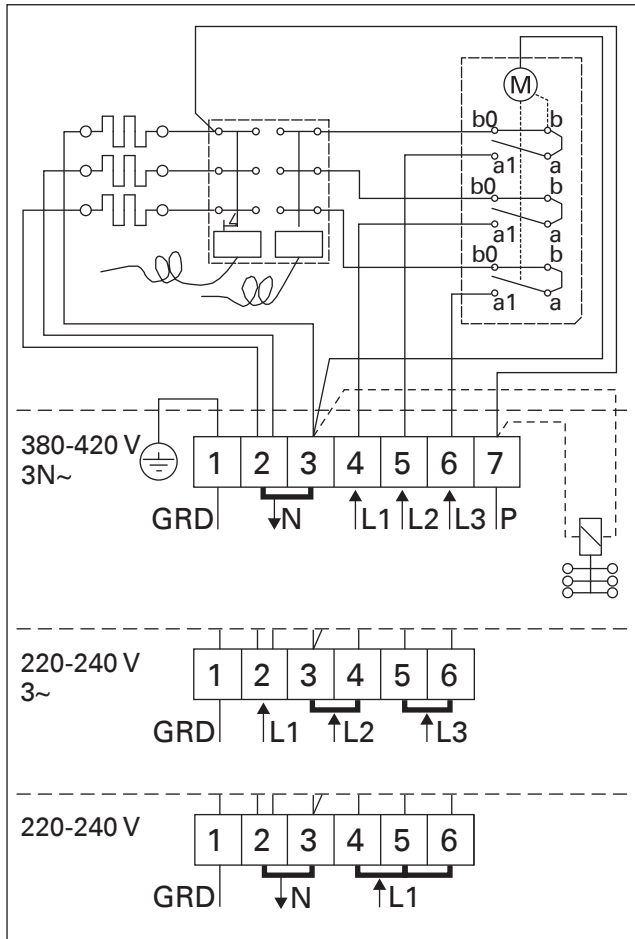 M
b0 b
a1 a
b0 b
a1 a
b0 b
a1 a
380-420 V
3N~
1 2 3 4 5 6 7
GRD N L1 L2 L3 P
220-240 V
3~
1 2 3 4 5 6
GRD L1 L2 L3
220-240 V
1 2 3 4 5 6
GRD N L1